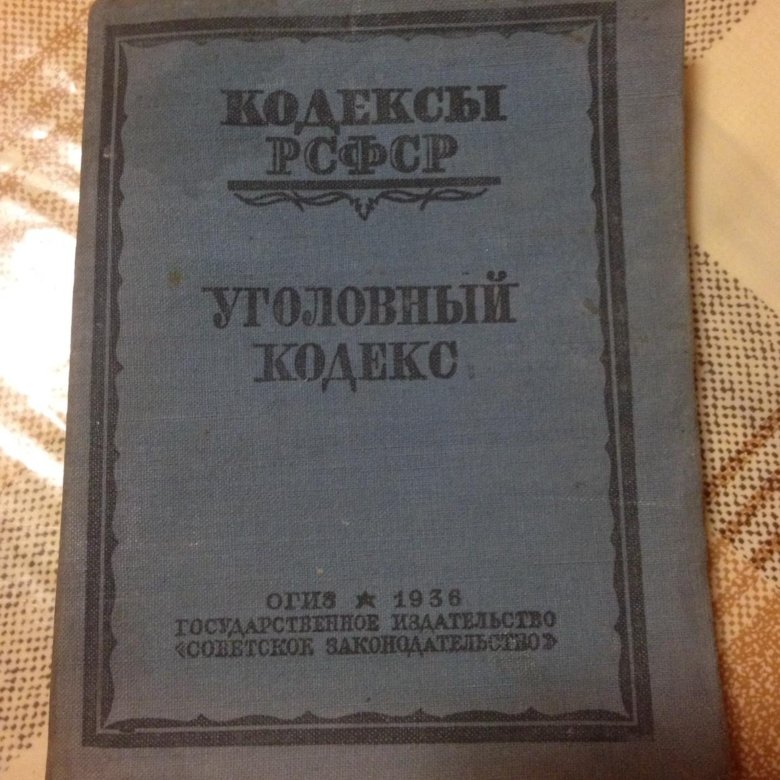 КОДЕКСЫ
РСФСР
УГОЛОВНЫЙ
КОДЕКС
ОГИЗ ★ 1936
ГОСУДАРСТВЕННОЕ ИЗДАТЕЛЬСТВО
«СОВЕТСКОЕ ЗАКОНОДАТЕЛЬСТВО»